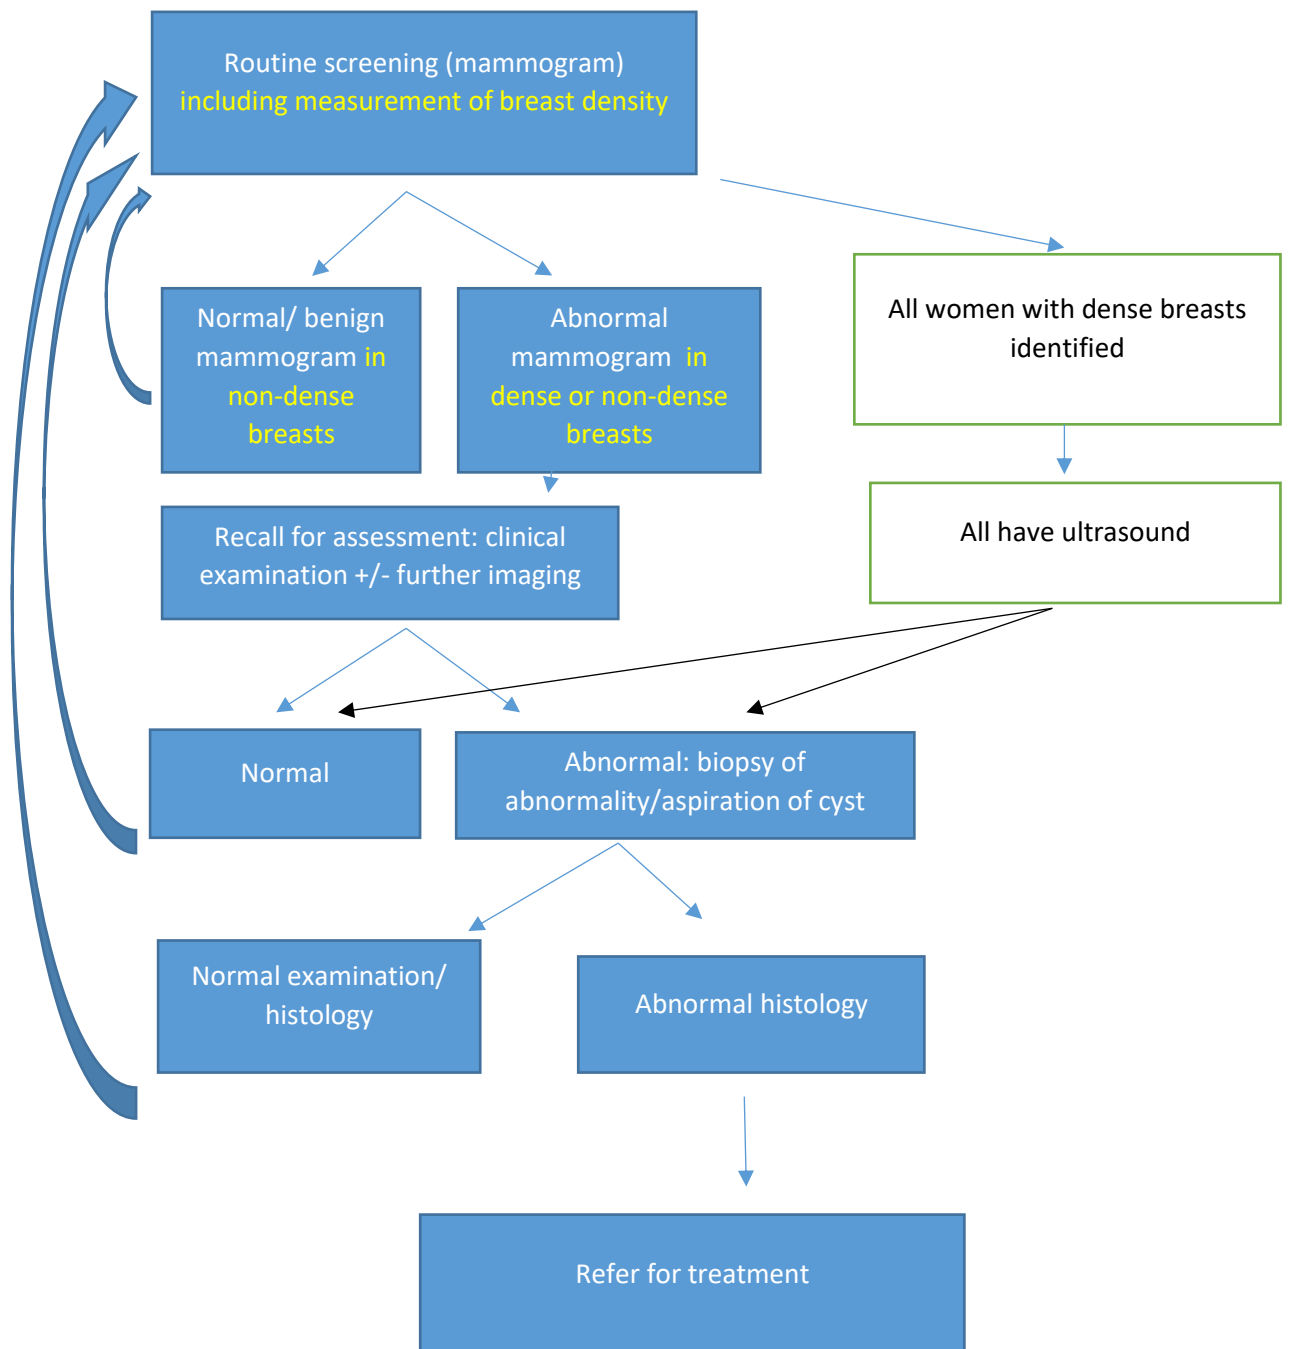 Routine screening (mammogram)
including measurement of breast density
Normal/ benign
mammogram in
non-dense
breasts
Abnormal
mammogram  in
dense or non-dense
breasts
All women with dense breasts
identified
Recall for assessment: clinical
examination +/- further imaging
All have ultrasound
Normal
Abnormal: biopsy of
abnormality/aspiration of cyst
Normal examination/
histology
Abnormal histology
Refer for treatment